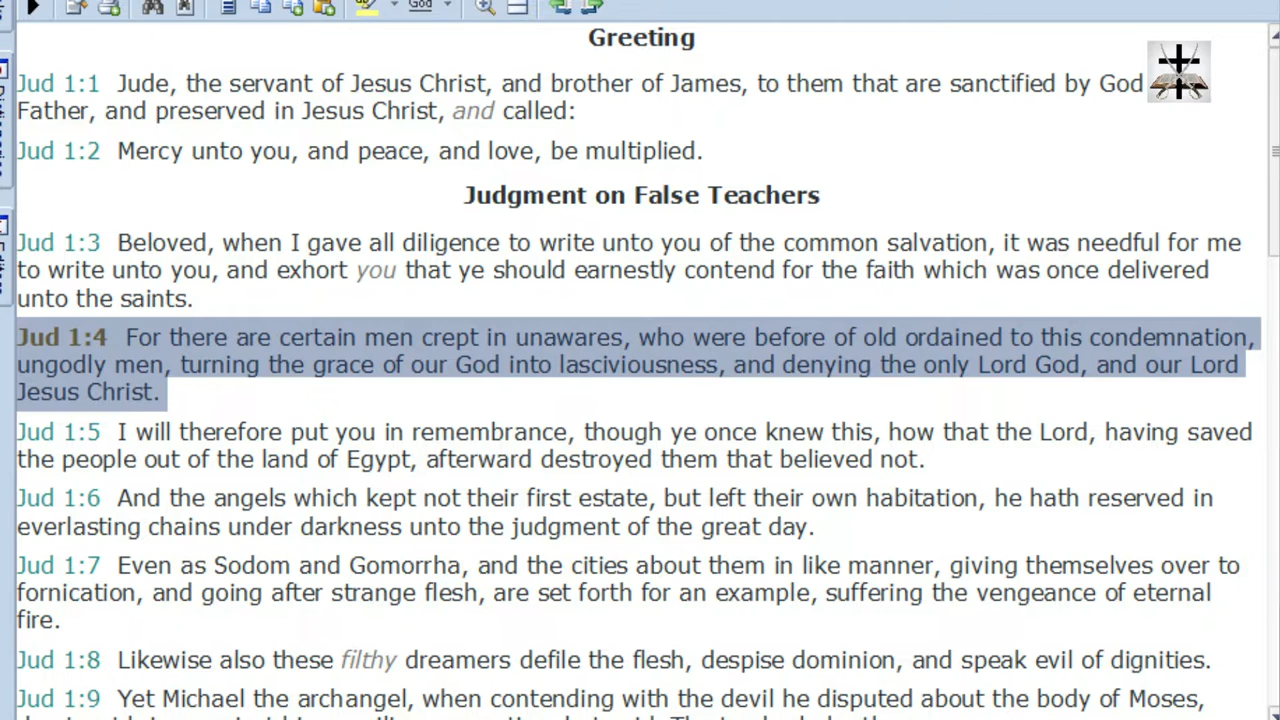 God
Greeting
Jud 1:1 Jude, the servant of Jesus Christ, and brother of James, to them that are sanctified by God
Father, and preserved in Jesus Christ, and called:
Jud 1:2 Mercy unto you, and peace, and love, be multiplied.
Judgment on False Teachers
Jud 1:3 Beloved, when I gave all diligence to write unto you of the common salvation, it was needful for me
to write unto you, and exhort you that ye should earnestly contend for the faith which was once delivered
unto the saints.
Jud 1:4 For there are certain men crept in unawares, who were before of old ordained to this condemnation,
ungodly men, turning the grace of our God into lasciviousness, and denying the only Lord God, and our Lord
Jesus Christ.
Jud 1:5 I will therefore put you in remembrance, though ye once knew this, how that the Lord, having saved
the people out of the land of Egypt, afterward destroyed them that believed not.
Jud 1:6 And the angels which kept not their first estate, but left their own habitation, he hath reserved in
everlasting chains under darkness unto the judgment of the great day.
Jud 1:7 Even as Sodom and Gomorrha, and the cities about them in like manner, giving themselves over to
fornication, and going after strange flesh, are set forth for an example, suffering the vengeance of eternal
fire.
Jud 1:8 Likewise also these filthy dreamers defile the flesh, despise dominion, and speak evil of dignities.
Jud 1:9 Yet Michael the archangel, when contending with the devil he disputed about the body of Moses,